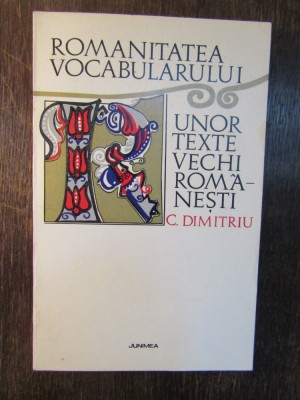 ROMANITATEA
VOCABULARULUI
UNOR
TEXTE
VECHI
ROMÂ-
NEȘTI
C. DIMITRIU
JUNIMEA